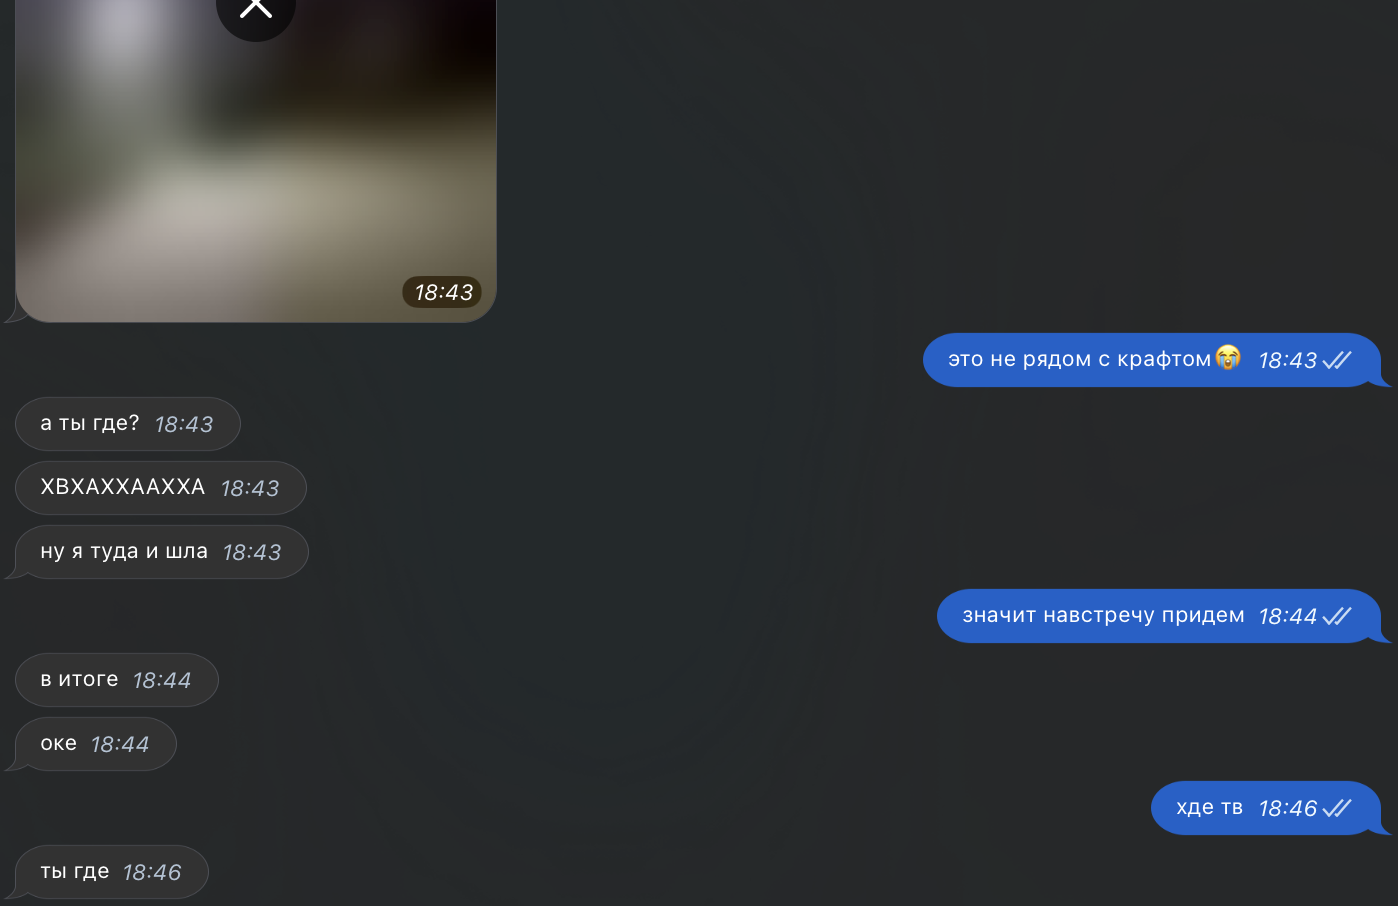 18:43
это не рядом с крафтом😭 18:43
а ты где? 18:43
ХВХАХХААХХА 18:43
ну я туда и шла 18:43
значит навстречу придем 18:44
в итоге 18:44
оке 18:44
хде тв 18:46
ты где 18:46